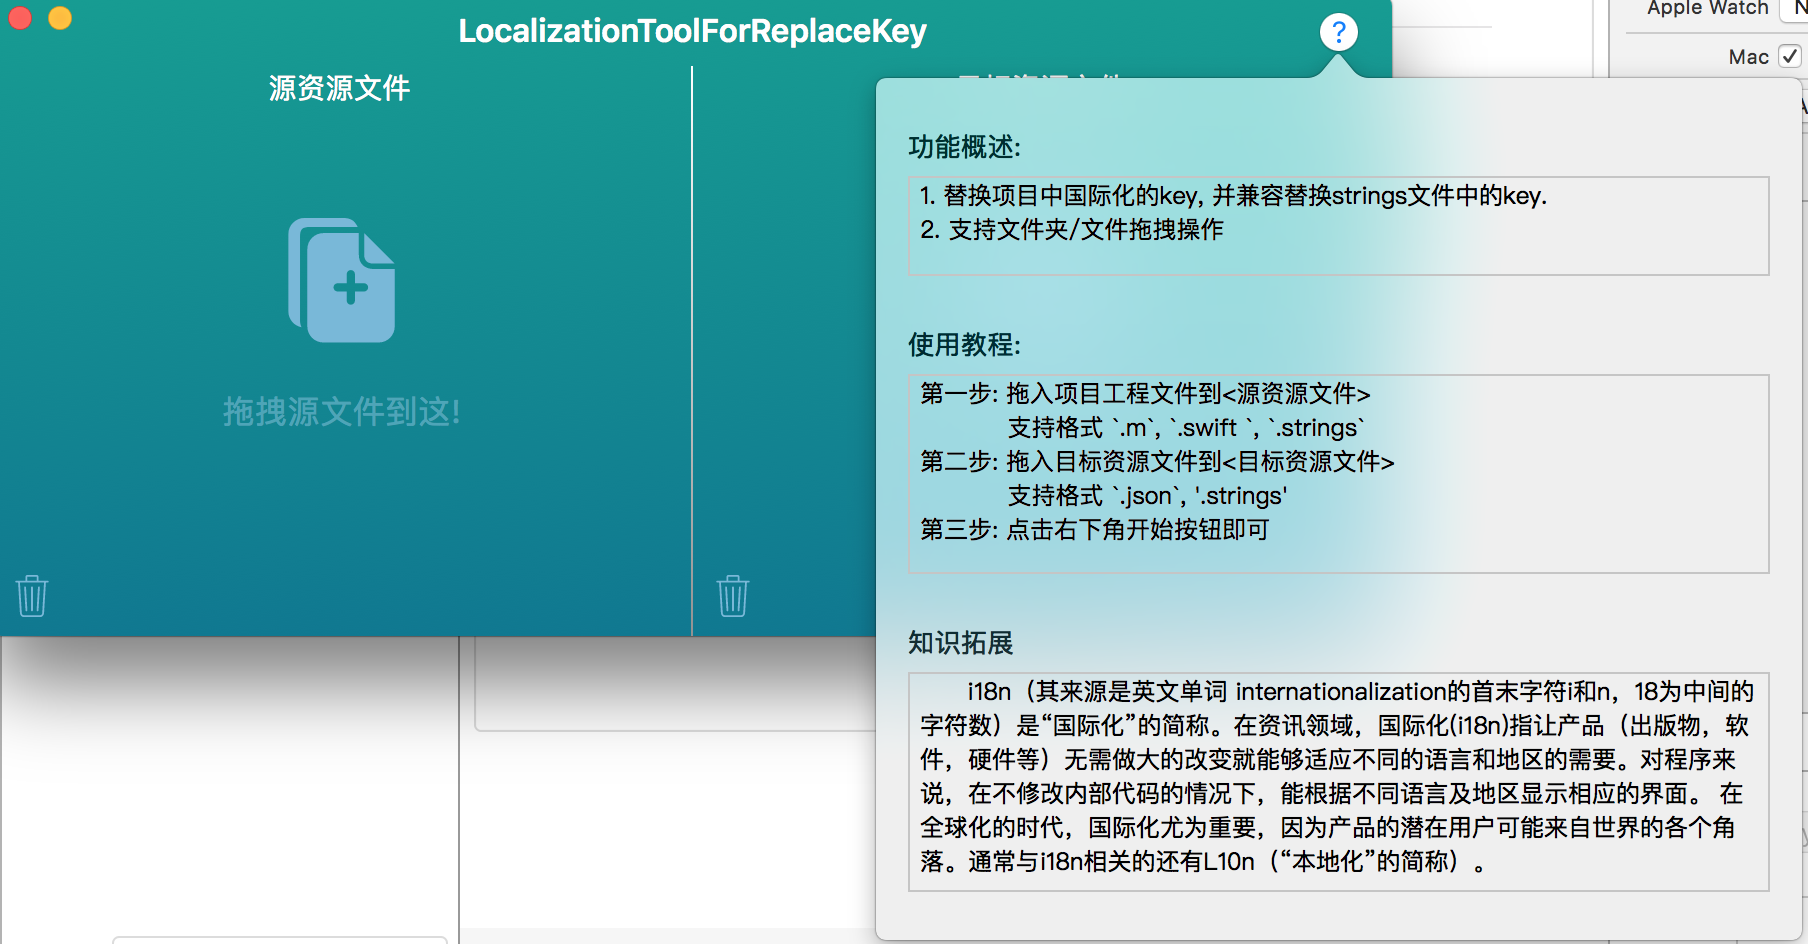 LocalizationToolForReplaceKey
?
Apple Watch
Mac
源资源文件
拖拽源文件到这!
功能概述:
1. 替换项目中国际化的key, 并兼容替换strings文件中的key.
2. 支持文件夹/文件拖拽操作
使用教程:
第一步: 拖入项目工程文件到<源资源文件>
支持格式 `.m`, `.swift `, `.strings`
第二步: 拖入目标资源文件到<目标资源文件>
支持格式 `.json`, '.strings'
第三步: 点击右下角开始按钮即可
知识拓展
i18n（其来源是英文单词 internationalization的首末字符i和n，18为中间的
字符数）是“国际化”的简称。在资讯领域，国际化(i18n)指让产品（出版物，软
件，硬件等）无需做大的改变就能够适应不同的语言和地区的需要。对程序来
说，在不修改内部代码的情况下，能根据不同语言及地区显示相应的界面。 在
全球化的时代，国际化尤为重要，因为产品的潜在用户可能来自世界的各个角
落。通常与i18n相关的还有L10n（“本地化”的简称）。